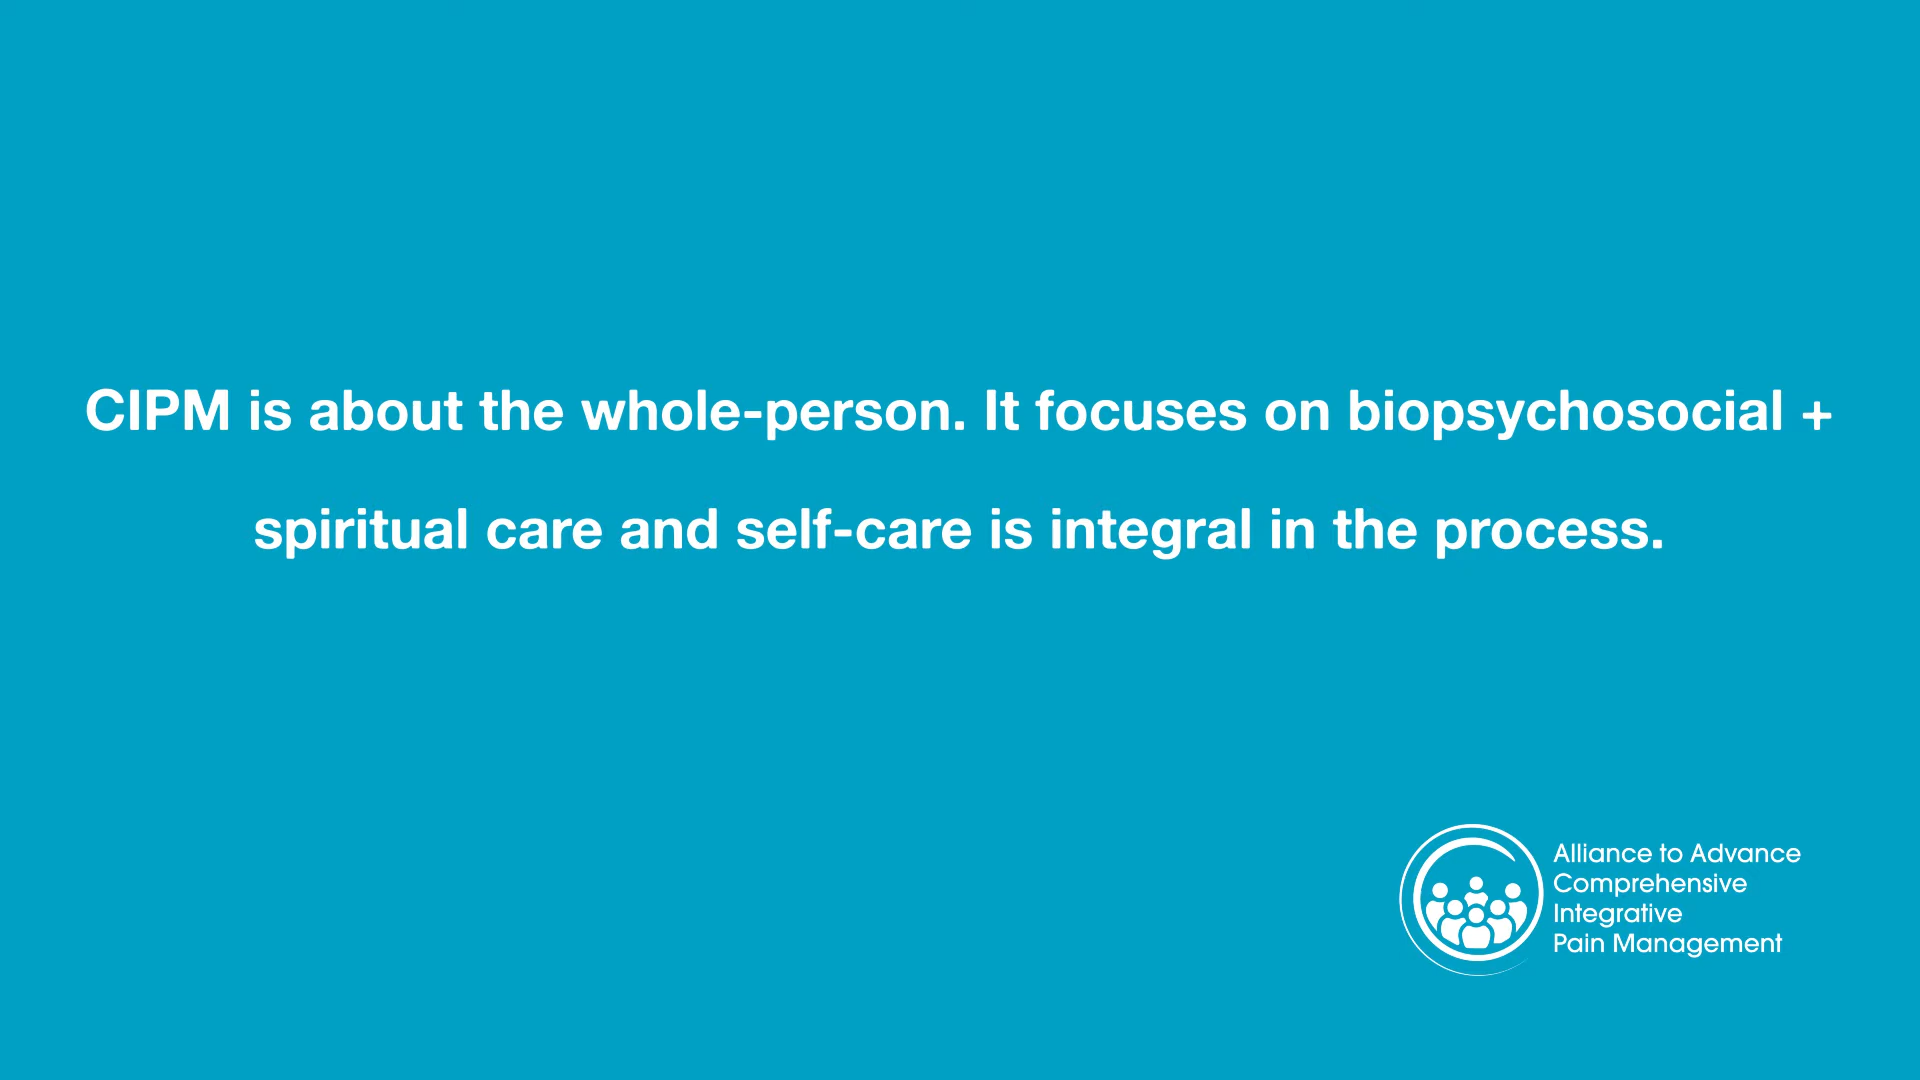 CIPM is about the whole-person. It focuses on biopsychosocial +
spiritual care and self-care is integral in the process.
Alliance to Advance
Comprehensive
Integrative
Pain Management